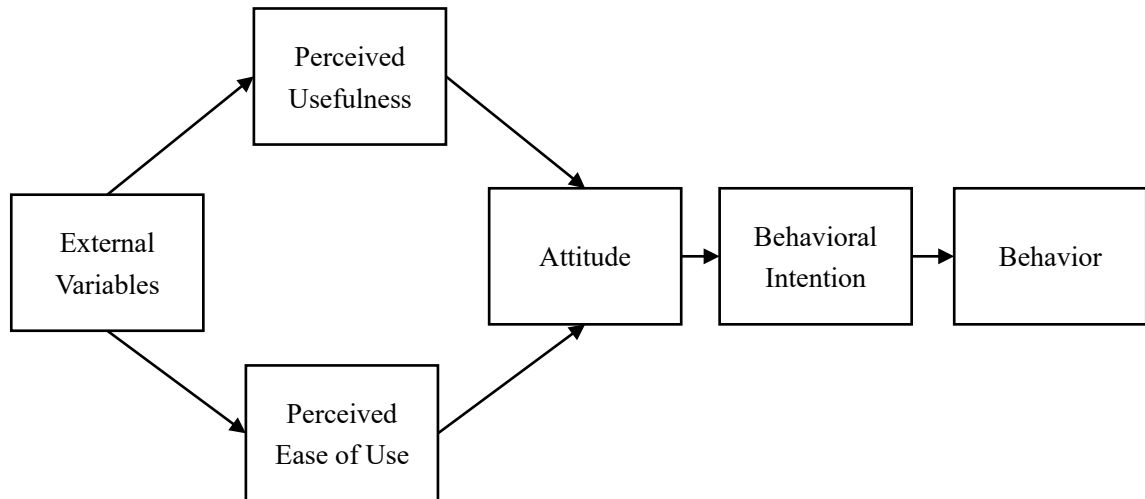 Perceived
Usefulness
External
Variables
Attitude
Behavioral
Intention
Behavior
Perceived
Ease of Use